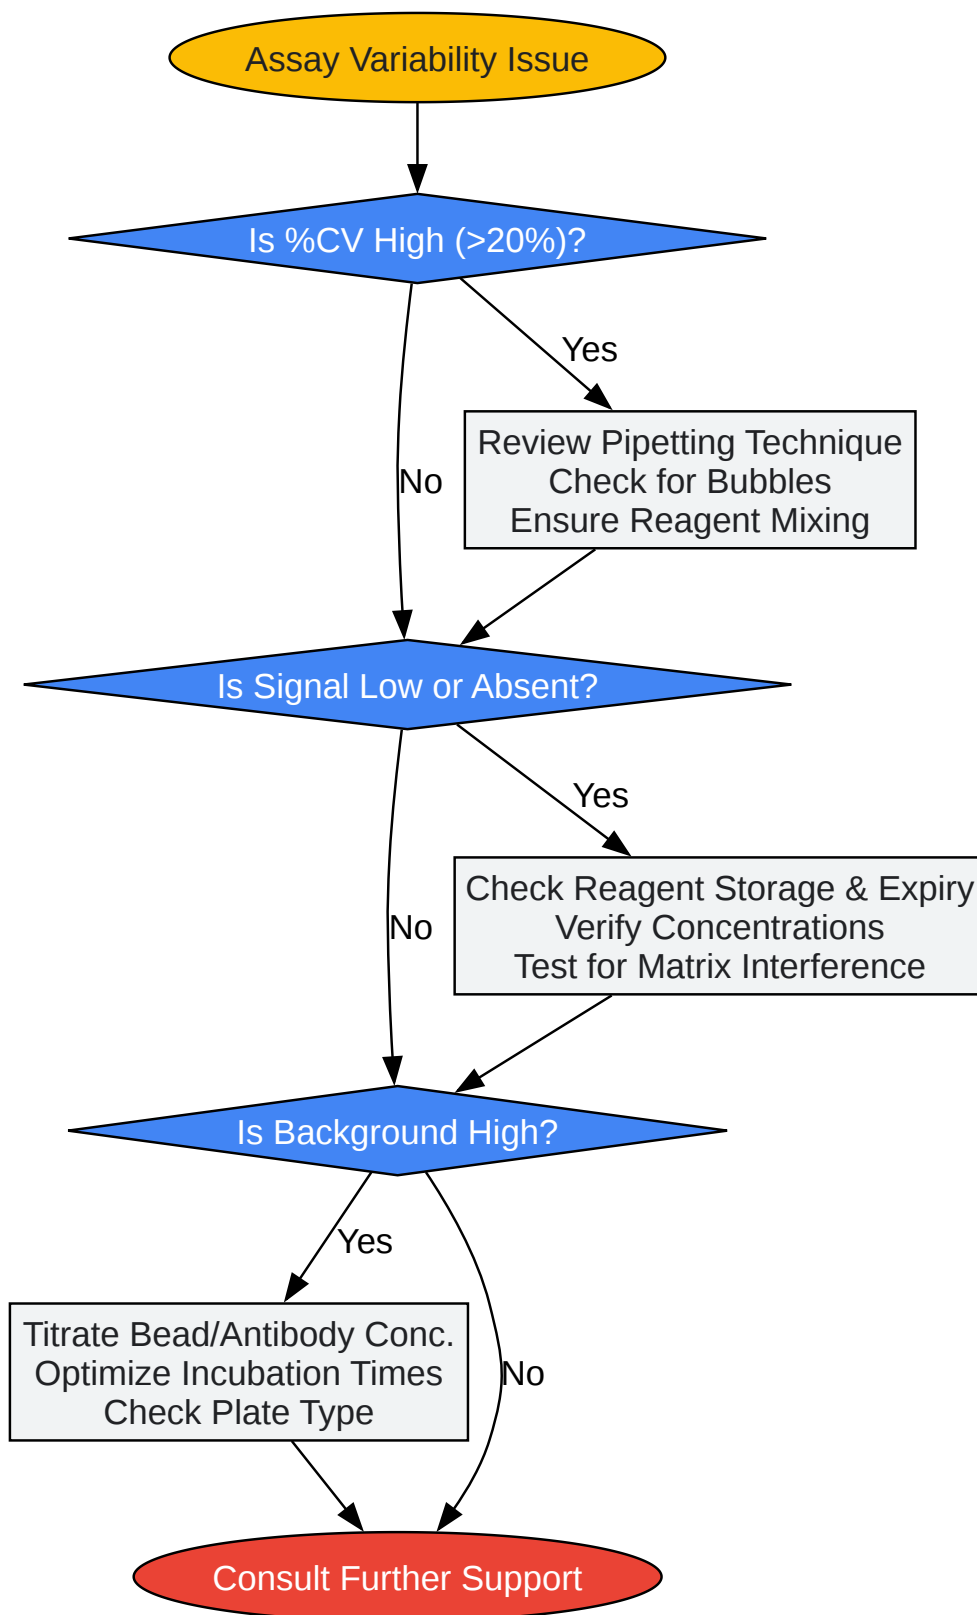 Assay Variability Issue
Is %CV High (>20%)?
Yes
Review Pipetting Technique
Check for Bubbles
Ensure Reagent Mixing
No
Is Signal Low or Absent?
Yes
Check Reagent Storage & Expiry
Verify Concentrations
Test for Matrix Interference
No
Is Background High?
Yes
Titrate Bead/Antibody Conc.
Optimize Incubation Times
Check Plate Type
No
Consult Further Support